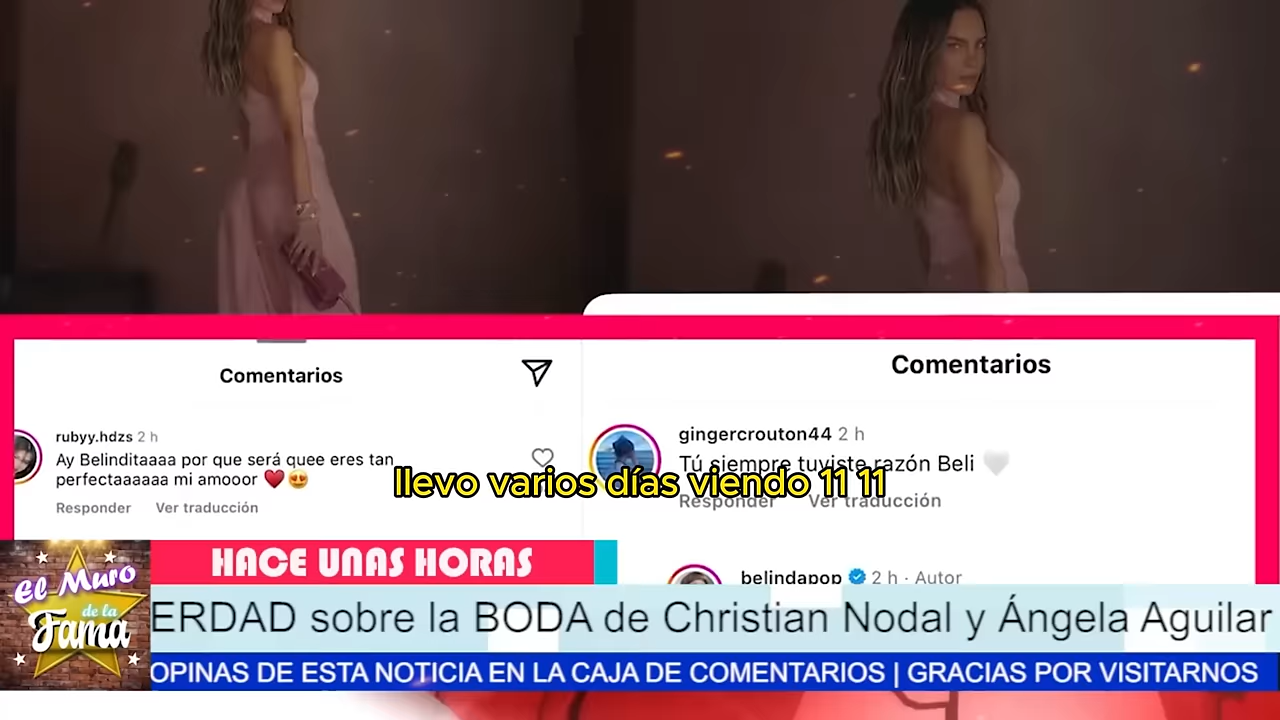 Comentarios
rubyy.hdzs 2 h
Ay Belinditaaaa por que será quee eres tan
perfectaaaaaa mi amooor ❤️😍
Responder Ver traducción
Comentarios
gingercrouton44 2 h
Tú siempre tuviste razón Beli 🤍
Responder Ver traducción
belindapop 2 h · Autor
llevo varios días viendo 11 11
El Muro
de la
Fama
HACE UNAS HORAS
ERDAD sobre la BODA de Christian Nodal y Ángela Aguilar
OPINAS DE ESTA NOTICIA EN LA CAJA DE COMENTARIOS | GRACIAS POR VISITARNOS